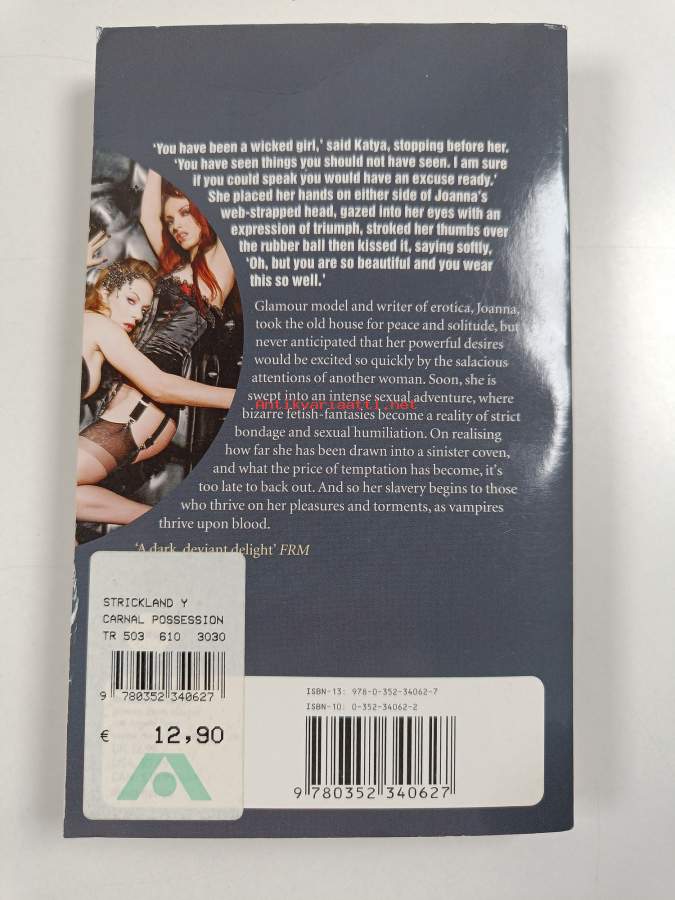 'You have been a wicked girl,' said Katya, stopping before her.
'You have seen things you should not have seen. I am sure
if you could speak you would have an excuse ready.'
She placed her hands on either side of Joanna's
web-strapped head, gazed into her eyes with an
expression of triumph, stroked her thumbs over
the rubber ball then kissed it, saying softly,
'Oh, but you are so beautiful and you wear
this so well.'
Glamour model and writer of erotica, Joanna,
took the old house for peace and solitude, but
never anticipated that her powerful desires
would be excited so quickly by the salacious
attentions of another woman. Soon, she is
swept into an intense sexual adventure, where
Antikvariaatti.net
bizarre fetish-fantasies become a reality of strict
bondage and sexual humiliation. On realising
how far she has been drawn into a sinister coven,
and what the price of temptation has become, it's
too late to back out. And so her slavery begins to those
who thrive on her pleasures and torments, as vampires
thrive upon blood.
'A dark, deviant delight' FRM
STRICKLAND Y
CARNAL POSSESSION
TR 503 610 3030
9 780352 340627
€ 12,90
ISBN-13: 978-0-352-34062-7
ISBN-10: 0-352-34062-2
9 780352 340627